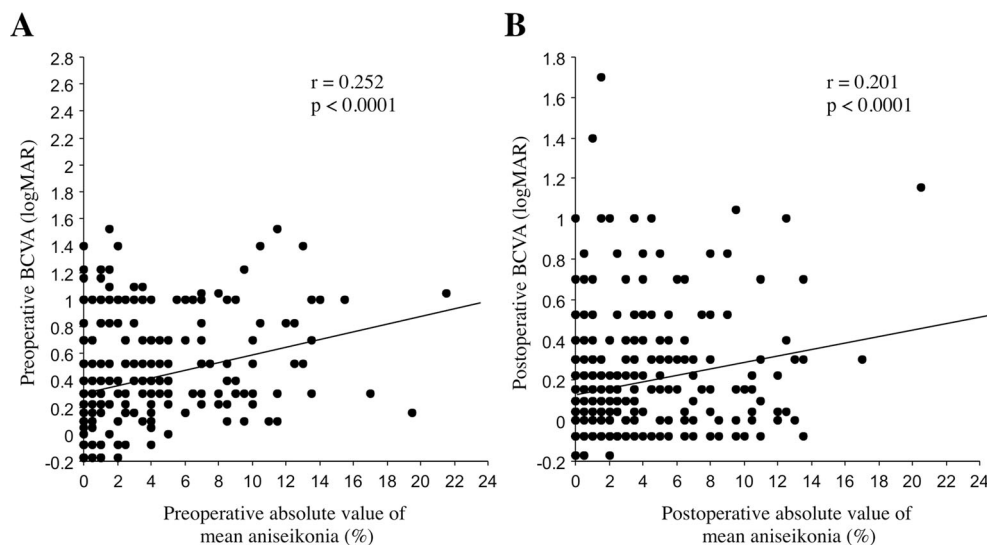 A
2.8
2.6
2.4
2.2
2
1.8
1.6
1.4
1.2
1
0.8
0.6
0.4
0.2
0
-0.2
Preoperative BCVA (logMAR)
r = 0.252
p < 0.0001
0 2 4 6 8 10 12 14 16 18 20 22 24
Preoperative absolute value of
mean aniseikonia (%)
B
1.8
1.6
1.4
1.2
1
0.8
0.6
0.4
0.2
0
-0.2
Postoperative BCVA (logMAR)
r = 0.201
p < 0.0001
0 2 4 6 8 10 12 14 16 18 20 22 24
Postoperative absolute value of
mean aniseikonia (%)